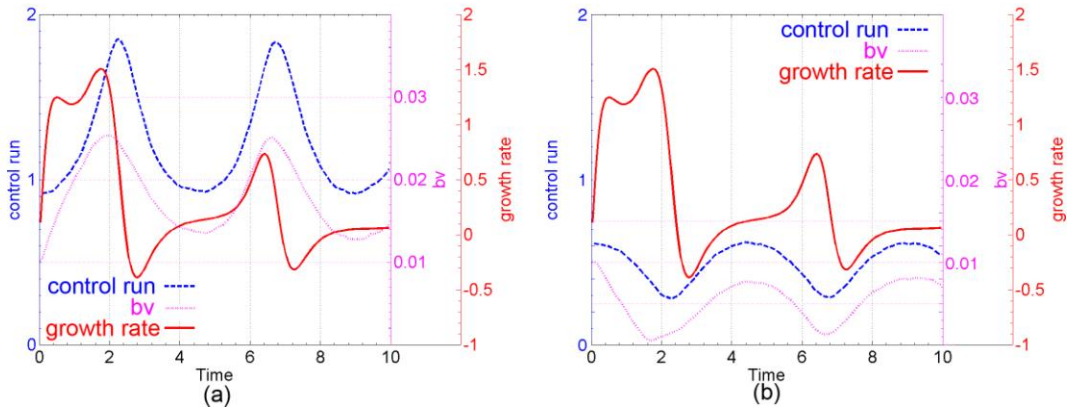 2
1
0
control run
control run
bv
growth rate
0 2 4 6 8 10
Time
0.03
0.02
0.01
bv
2
1.5
1
0.5
0
-0.5
-1
growth rate
(a)
2
1
0
control run
control run
bv
growth rate
0 2 4 6 8 10
Time
0.03
0.02
0.01
bv
2
1.5
1
0.5
0
-0.5
-1
growth rate
(b)